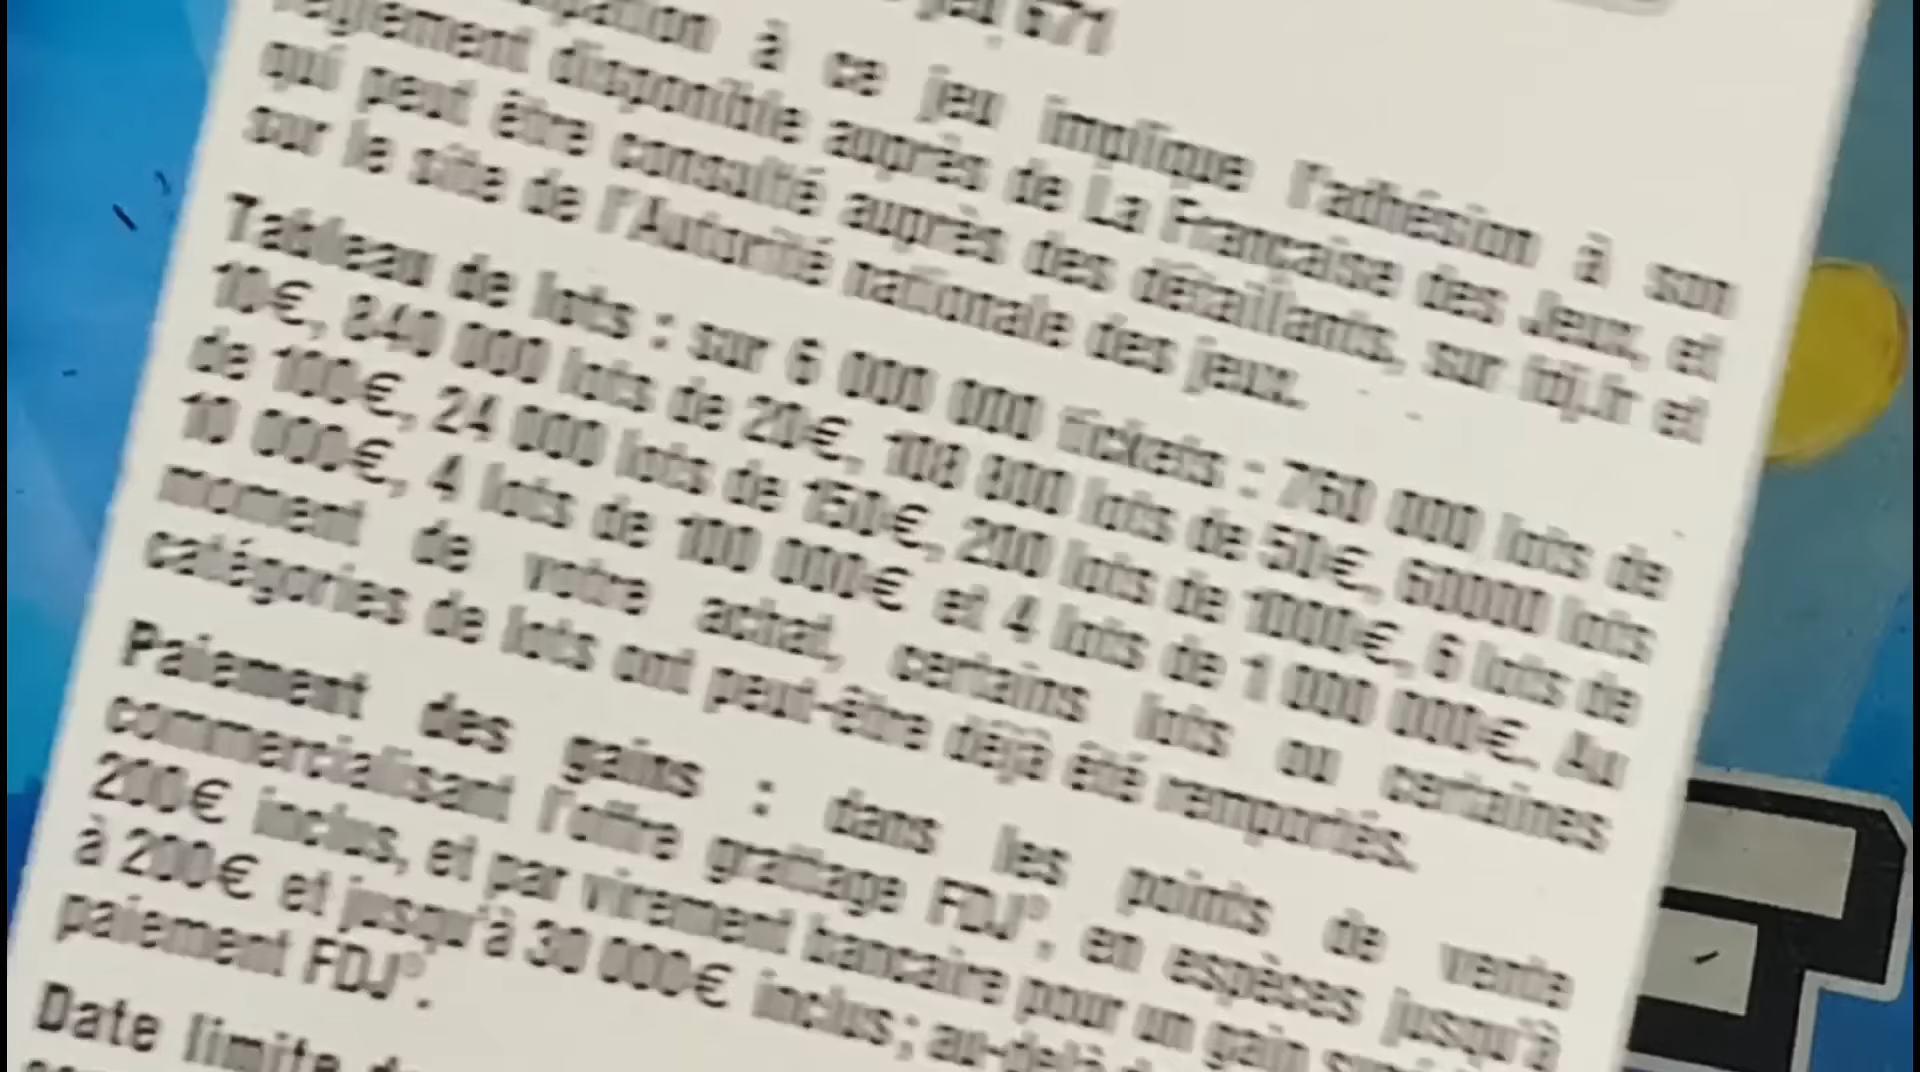 jeu 671
à ce jeu implique l'adhésion à son
règlement disponible auprès de La Française des Jeux, et
qui peut être consulté auprès des détaillants, sur fdj.fr et
sur le site de l'Autorité nationale des jeux.
Tableau de lots : sur 6 000 000 tickets : 760 000 lots de
10€, 840 000 lots de 20€, 108 800 lots de 50€, 60000 lots
de 100€, 24 000 lots de 150€, 200 lots de 1000€, 6 lots de
10 000€, 4 lots de 100 000€ et 4 lots de 1 000 000€. Au
moment de votre achat, certains lots ou certaines
catégories de lots ont peut-être déjà été remportés.
Paiement des gains : dans les points de vente
commercialisant l'offre grattage FDJ®, en espèces jusqu'à
200€ inclus, et par virement bancaire pour un gain
à 200€ et jusqu'à 30 000€ inclus; au-delà
paiement FDJ®.
Date limite